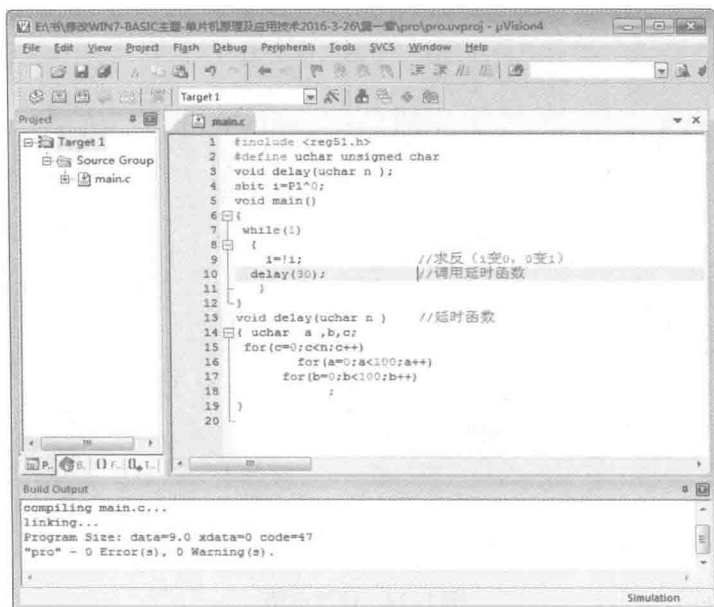 E:\书\修改WIN7-BASIC主题-单片机原理及应用技术2016-3-26\第一章\pro\pro.uvproj - µVision4
File Edit View Project Flash Debug Peripherals Tools SVCS Window Help
Target 1
Project
main.c
Target 1
Source Group
main.c
1 #include <reg51.h>
2 #define uchar unsigned char
3 void delay(uchar n );
4 sbit i=P1^0;
5 void main()
6 {
7 while(1)
8 {
9 i=!i; //求反（1变0，0变1）
10 delay(30); //调用延时函数
11 }
12 }
13 void delay(uchar n ) //延时函数
14 { uchar a ,b,c;
15 for(c=0;c<n;c++)
16 for(a=0;a<100;a++)
17 for(b=0;b<100;b++)
18 ;
19 }
20
P.. B.. {} F.. 0. T..
Build Output
compiling main.c...
linking...
Program Size: data=9.0 xdata=0 code=47
"pro" - 0 Error(s), 0 Warning(s).
Simulation